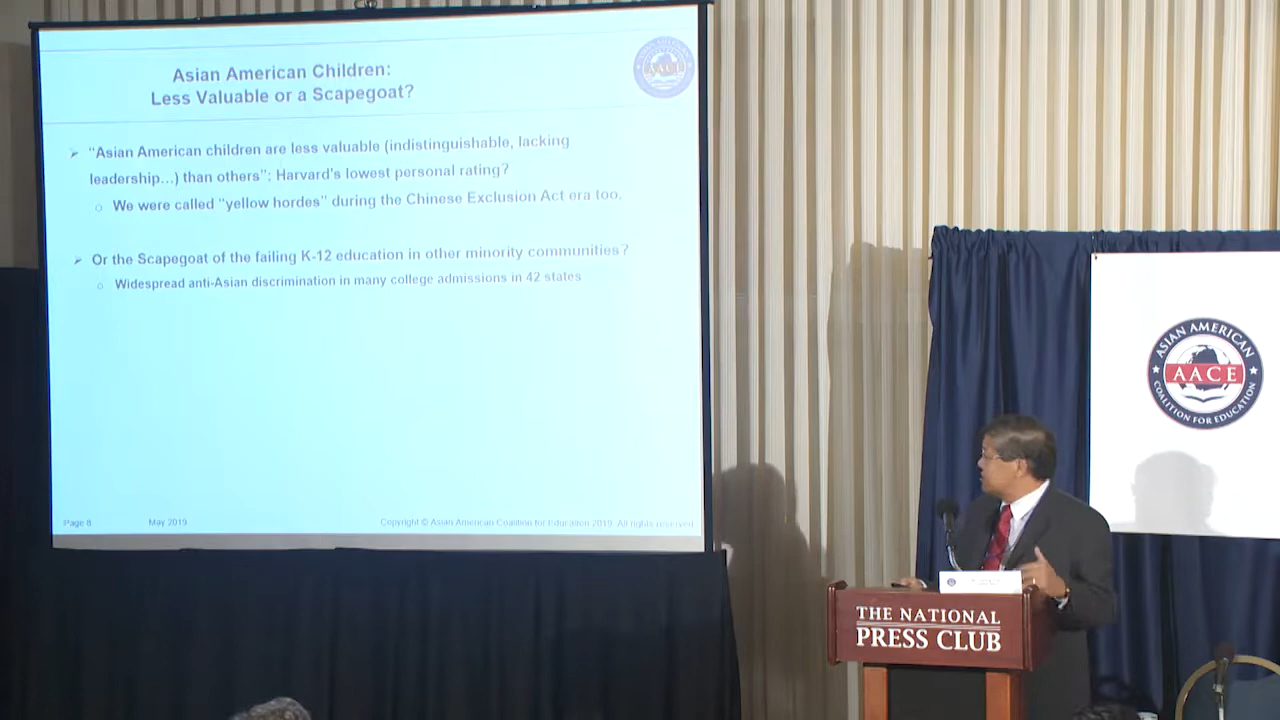 Asian American Children:
Less Valuable or a Scapegoat?
AACE
"Asian American children are less valuable (indistinguishable, lacking
leadership...) than others"; Harvard's lowest personal rating?
We were called "yellow hordes" during the Chinese Exclusion Act era too.
Or the Scapegoat of the failing K-12 education in other minority communities?
Widespread anti-Asian discrimination in many college admissions in 42 states
Page 8
May 2019
Copyright © Asian American Coalition for Education 2019. All rights reserved
ASIAN AMERICAN
AACE
COALITION FOR EDUCATION
THE NATIONAL
PRESS CLUB